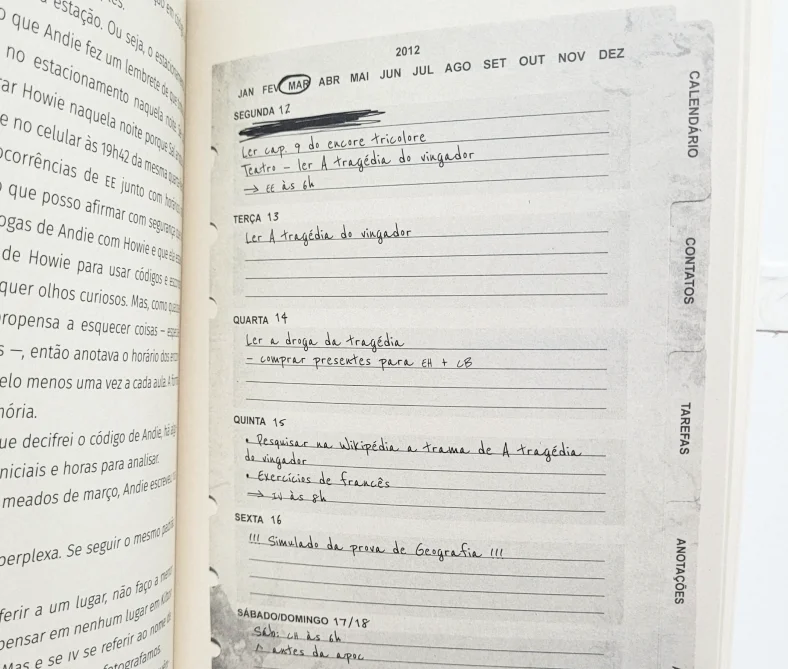 estação. Ou seja, o
o que Andie fez um lembrete de
no estacionamento naquela noite.
Howie naquela noite porque
e no celular às 19h42 da mesma
ocorrências de EE junto com
que posso afirmar com segurança
de Andie com Howie e que
de Howie para usar códigos e
quer olhos curiosos. Mas, como
propensa a esquecer coisas –
—, então anotava o horário dos
pelo menos uma vez a cada aula. A
que decifrei o código de Andie, há
iniciais e horas para analisar.
meados de março, Andie escreveu
perplexa. Se seguir o mesmo
ferir a um lugar, não faço a
pensar em nenhum lugar em
Mas e se IV se referir ao nome
2012
JAN FEV MAR ABR MAI JUN JUL AGO SET OUT NOV DEZ
SEGUNDA 12
Ler cap. 9 do encore tricolore
Teatro – ler A tragédia do vingador
→ EE às 6h
TERÇA 13
Ler A tragédia do vingador
QUARTA 14
Ler a droga da tragédia
– comprar presentes para EH + CB
QUINTA 15
• Pesquisar na Wikipédia a trama de A tragédia
do vingador
• Exercícios de francês
→ IV às 8h
SEXTA 16
!!! Simulado da prova de Geografia !!!
SÁBADO/DOMINGO 17/18
Sáb: CH às 6h
^ antes da apoc
CALENDÁRIO
CONTATOS
TAREFAS
ANOTAÇÕES